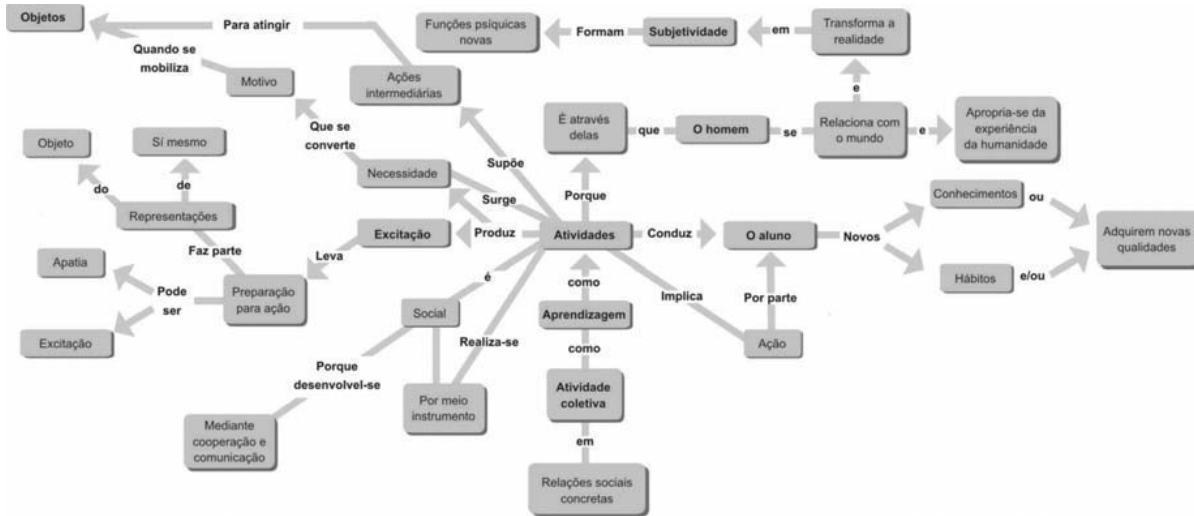 Objetos
Para atingir
Funções psíquicas
novas
Formam
Subjetividade
em
Transforma a
realidade
Quando se
mobiliza
Motivo
Ações
intermediárias
e
É através
delas
que
O homem
se
Relaciona com
o mundo
e
Apropria-se da
experiência
da humanidade
Que se
converte
Objeto
Sí mesmo
Supõe
Necessidade
do
de
Surge
Porque
Representações
Conhecimentos
ou
Excitação
Produz
Atividades
Conduz
O aluno
Novos
Adquirem novas
qualidades
Faz parte
Leva
Apatia
Hábitos
e/ou
é
Pode
ser
Preparação
para ação
como
Implica
Por parte
Social
Aprendizagem
Excitação
Realiza-se
como
Ação
Porque
desenvolvel-se
Atividade
coletiva
Por meio
instrumento
Mediante
cooperação e
comunicação
em
Relações sociais
concretas